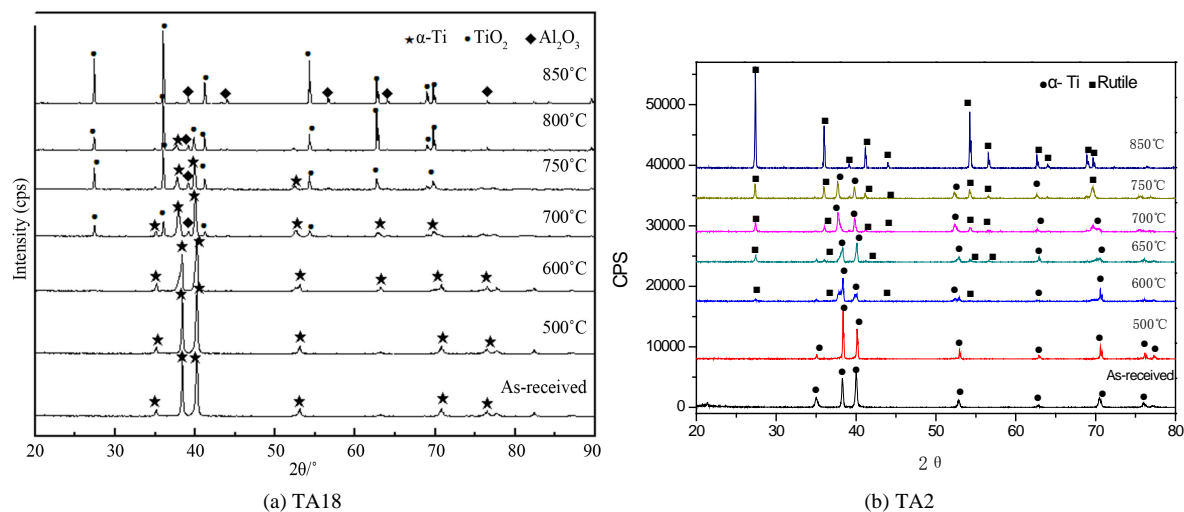 ★α-Ti ● TiO₂ ◆ Al₂O₃
850°C
800°C
750°C
700°C
600°C
500°C
As-received
Intensity (cps)
20 30 40 50 60 70 80 90
2θ/°
(a) TA18
● α- Ti ■ Rutile
50000
40000
30000
20000
10000
0
CPS
850℃
750℃
700℃
650℃
600℃
500℃
As-received
20 30 40 50 60 70 80
2 θ
(b) TA2